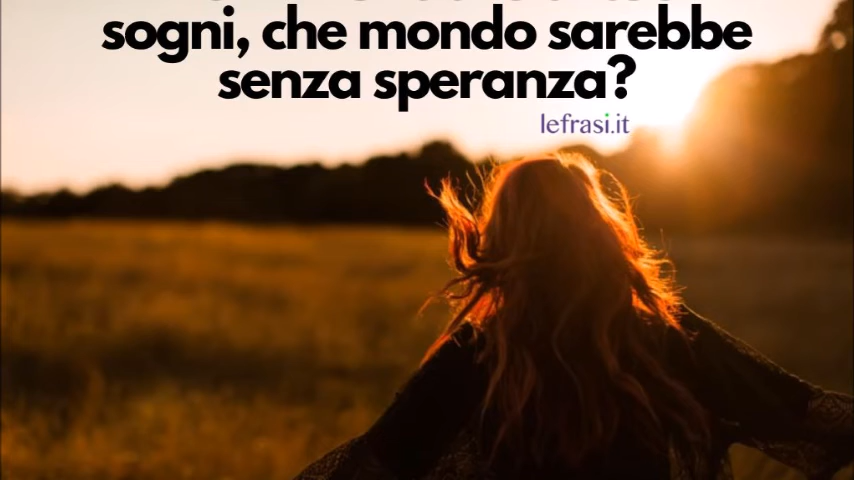 sogni, che mondo sarebbe
senza speranza?
lefrasi.it